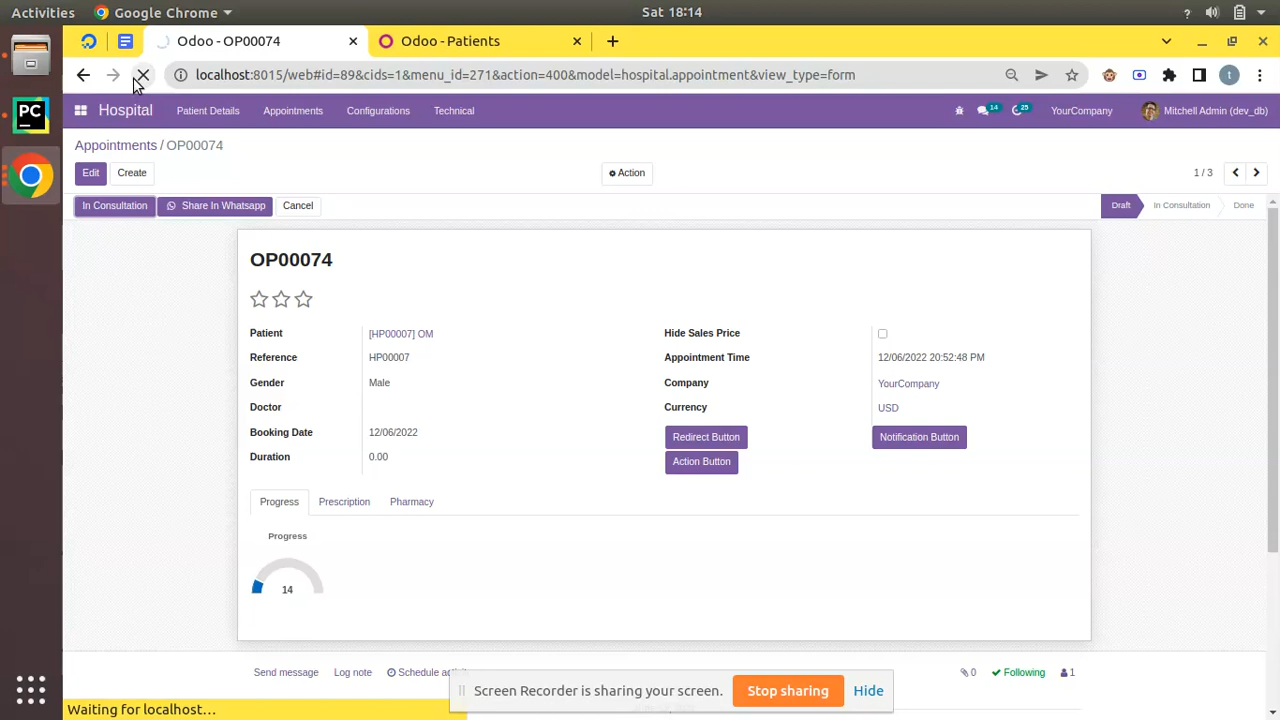 Activities Google Chrome Sat 18:14
Odoo - OP00074 Odoo - Patients
localhost:8015/web#id=89&cids=1&menu_id=271&action=400&model=hospital.appointment&view_type=form t
Hospital Patient Details Appointments Configurations Technical 14 25 YourCompany Mitchell Admin (dev_db)
Appointments / OP00074
Edit Create Action 1 / 3
In Consultation Share In Whatsapp Cancel Draft In Consultation Done
OP00074
Patient [HP00007] OM Hide Sales Price
Reference HP00007 Appointment Time 12/06/2022 20:52:48 PM
Gender Male Company YourCompany
Doctor Currency USD
Booking Date 12/06/2022 Redirect Button Notification Button
Duration 0.00 Action Button
Progress Prescription Pharmacy
Progress
14
Send message Log note Schedule 0 Following 1
PC
Screen Recorder is sharing your screen. Stop sharing Hide
Waiting for localhost…